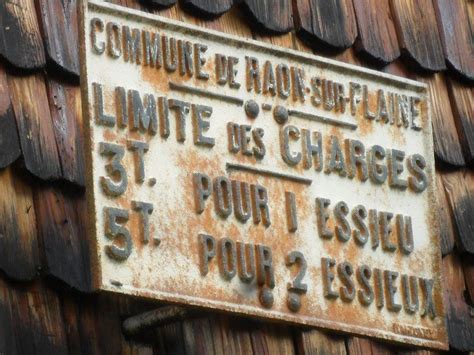 COMMUNE DE RAON-SUR-PLAINE
LIMITE DES CHARGES
3T. POUR 1 ESSIEU
5T. POUR 2 ESSIEUX